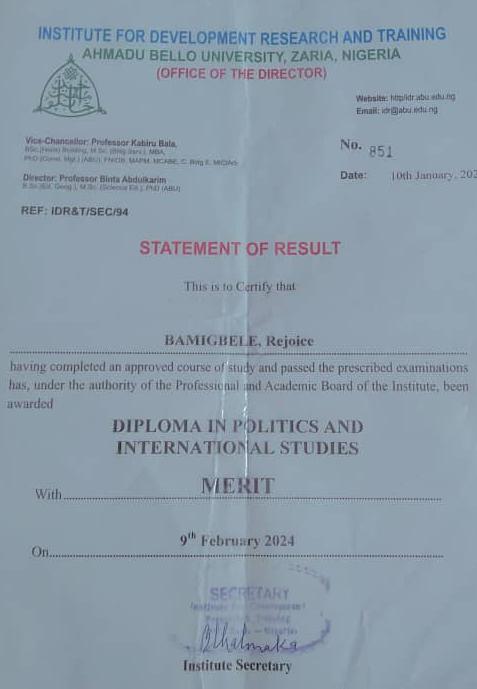 INSTITUTE FOR DEVELOPMENT RESEARCH AND TRAINING
AHMADU BELLO UNIVERSITY, ZARIA, NIGERIA
(OFFICE OF THE DIRECTOR)
Website: http/idr.abu.edu.ng
Email: idr@abu.edu.ng
Vice-Chancellor: Professor Kabiru Bala,
No. 851
Director: Professor Binta Abdulkarim
Date: 10th January, 202
REF: IDR&T/SEC/94
STATEMENT OF RESULT
This is to Certify that
BAMIGBELE, Rejoice
having completed an approved course of study and passed the prescribed examinations
has, under the authority of the Professional and Academic Board of the Institute, been
awarded
DIPLOMA IN POLITICS AND
INTERNATIONAL STUDIES
With MERIT
On 9th February 2024
SECRETARY
Institute Secretary